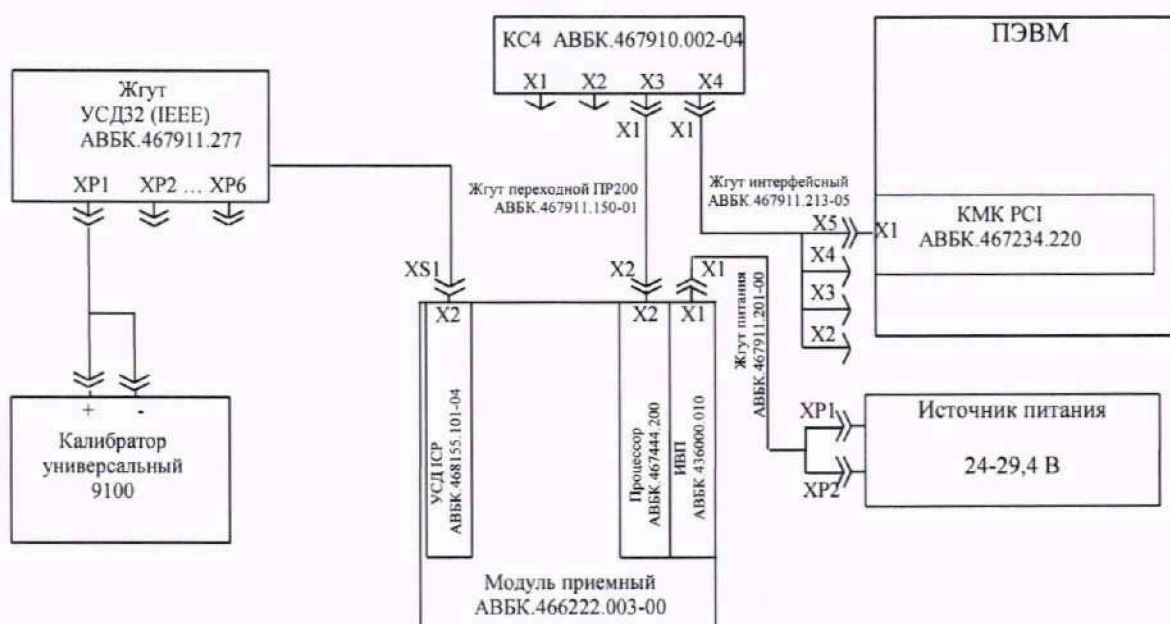 КС4 АВБК.467910.002-04
X1 X2 X3 X4
X1 X1
ПЭВМ
Жгут
УСД32 (IEEE)
АВБК.467911.277
XP1 XP2 ... XP6
Жгут переходной ПР200
АВБК.467911.150-01
Жгут интерфейсный
АВБК.467911.213-05
X5
X4
X3
X2
X1
КМК PCI
АВБК.467234.220
XS1
X2
X1
X2
X2
X1
УСД ICP
АВБК.468155.101-04
Процессор
АВБК.467444.200
ИВП
АВБК 436000.010
Жгут питания
АВБК.467911.201-00
Модуль приемный
АВБК.466222.003-00
+ -
Калибратор
универсальный
9100
XP1
XP2
Источник питания
24-29,4 В